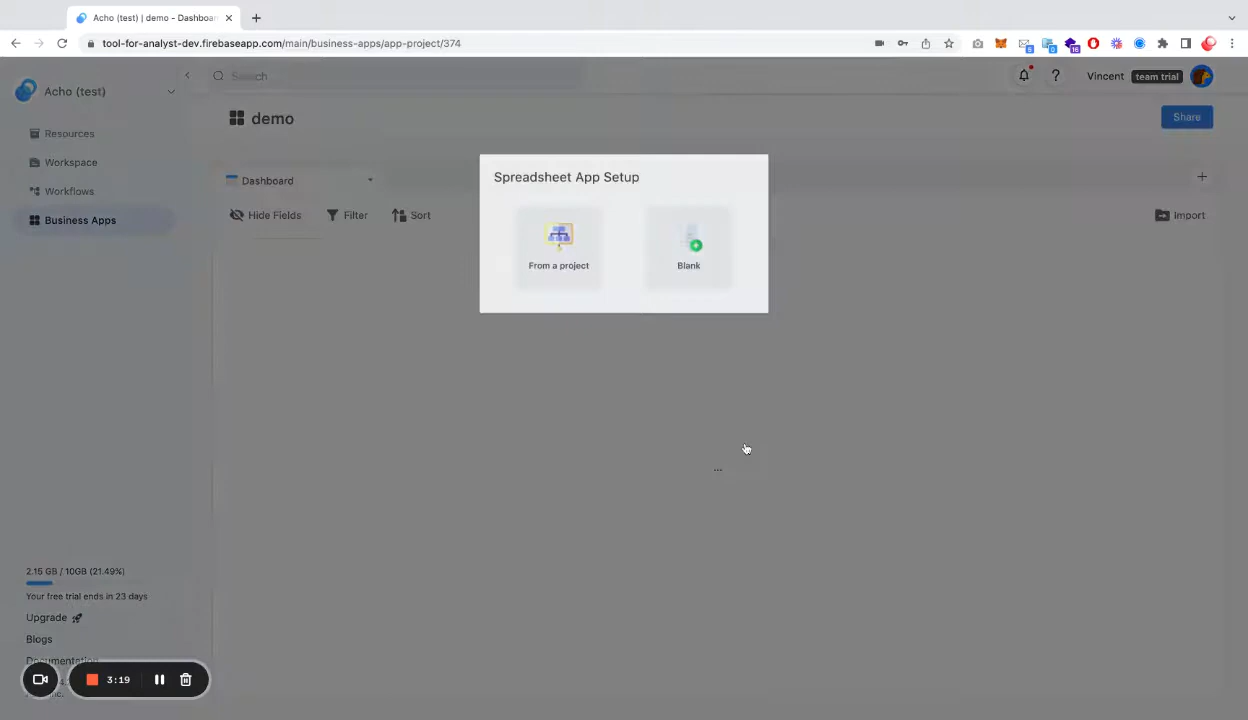 Acho (test) | demo - Dashboar
tool-for-analyst-dev.firebaseapp.com/main/business-apps/app-project/374
Acho (test)
Search
Vincent
team trial
Resources
Workspace
Workflows
Business Apps
demo
Share
Dashboard
Hide Fields
Filter
Sort
Import
Spreadsheet App Setup
From a project
Blank
...
2.15 GB / 10GB (21.49%)
Your free trial ends in 23 days
Upgrade
Blogs
Documentation
3:19